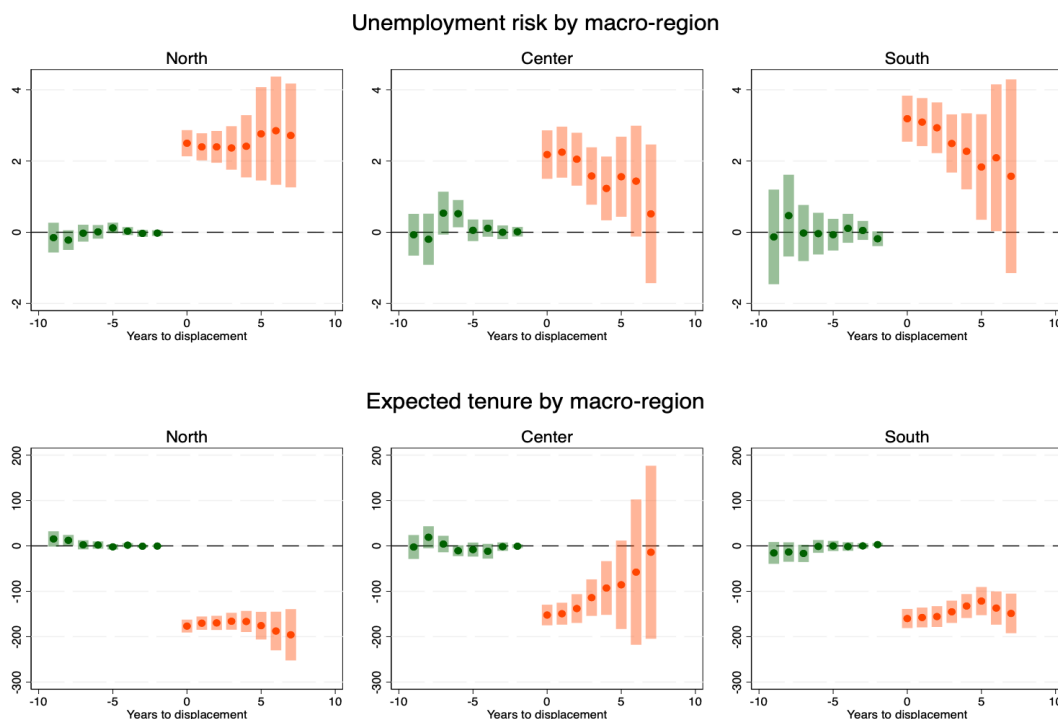 Unemployment risk by macro-region
North Center South
4 4 4
2 2 2
0 0 0
-2 -2 -2
-10 -5 0 5 10 -10 -5 0 5 10 -10 -5 0 5 10
Years to displacement Years to displacement Years to displacement
Expected tenure by macro-region
North Center South
200 200 200
100 100 100
0 0 0
-100 -100 -100
-200 -200 -200
-300 -300 -300
-10 -5 0 5 10 -10 -5 0 5 10 -10 -5 0 5 10
Years to displacement Years to displacement Years to displacement